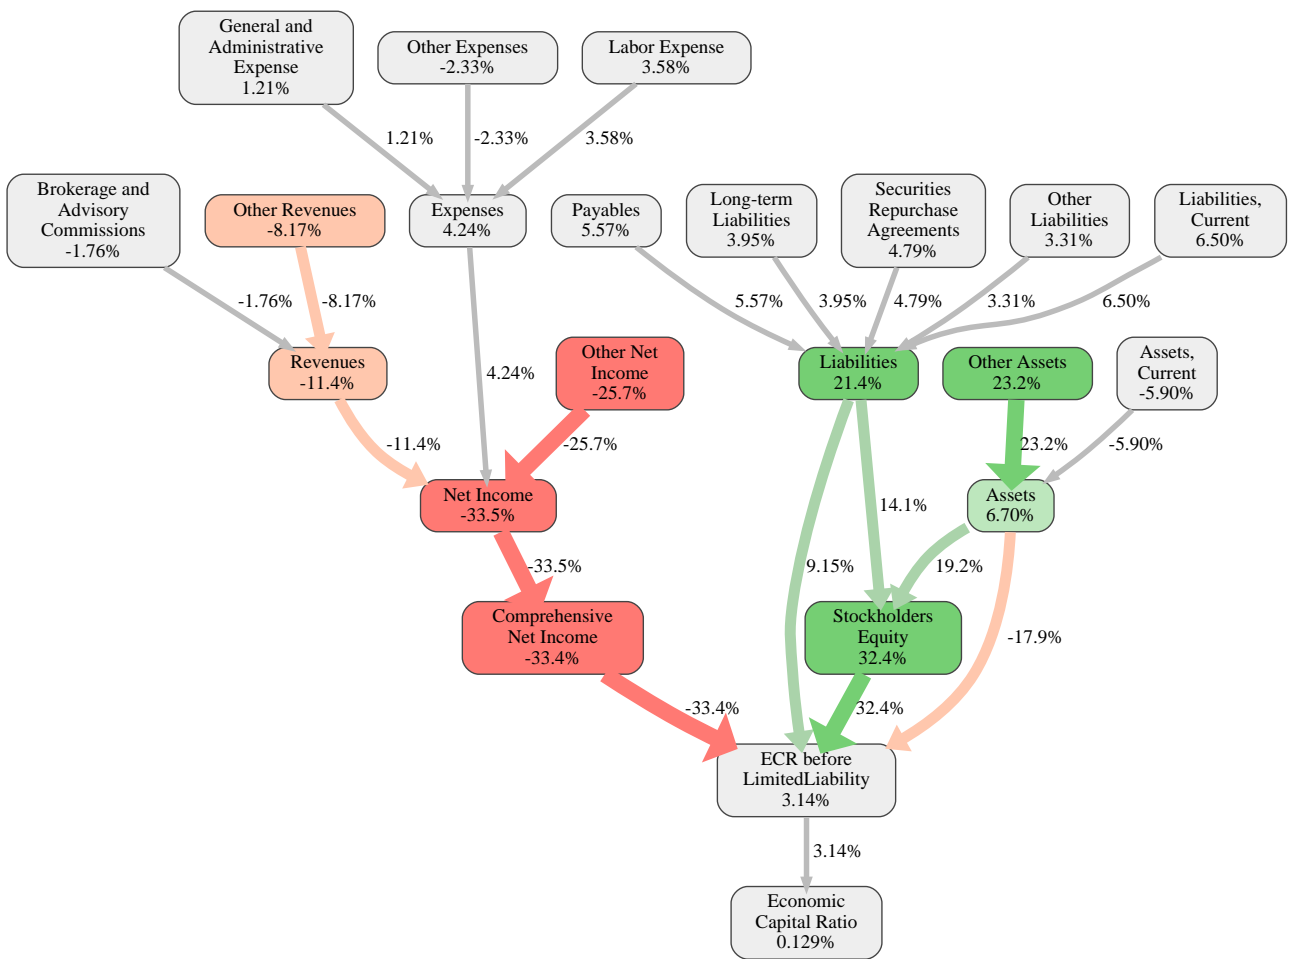 General and
Administrative
Expense
1.21%
Other Expenses
-2.33%
Labor Expense
3.58%
1.21%
-2.33%
3.58%
Brokerage and
Advisory
Commissions
-1.76%
Other Revenues
-8.17%
Expenses
4.24%
Payables
5.57%
Long-term
Liabilities
3.95%
Securities
Repurchase
Agreements
4.79%
Other
Liabilities
3.31%
Liabilities,
Current
6.50%
-1.76%
-8.17%
5.57%
3.95%
4.79%
3.31%
6.50%
Revenues
-11.4%
4.24%
Other Net
Income
-25.7%
Liabilities
21.4%
Other Assets
23.2%
Assets,
Current
-5.90%
-11.4%
-25.7%
23.2%
-5.90%
Net Income
-33.5%
14.1%
Assets
6.70%
-33.5%
9.15%
19.2%
Comprehensive
Net Income
-33.4%
Stockholders
Equity
32.4%
-17.9%
-33.4%
32.4%
ECR before
LimitedLiability
3.14%
3.14%
Economic
Capital Ratio
0.129%